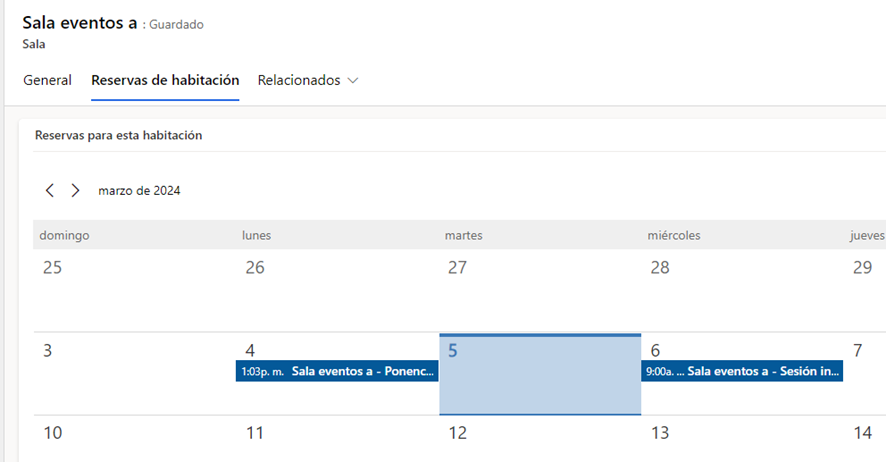 Sala eventos a : Guardado
Sala
General Reservas de habitación Relacionados
Reservas para esta habitación
marzo de 2024
domingo lunes martes miércoles jueves
25 26 27 28 29
3 4 5 6 7
1:03p. m. Sala eventos a - Ponenc... 9:00a. ... Sala eventos a - Sesión in...
10 11 12 13 14